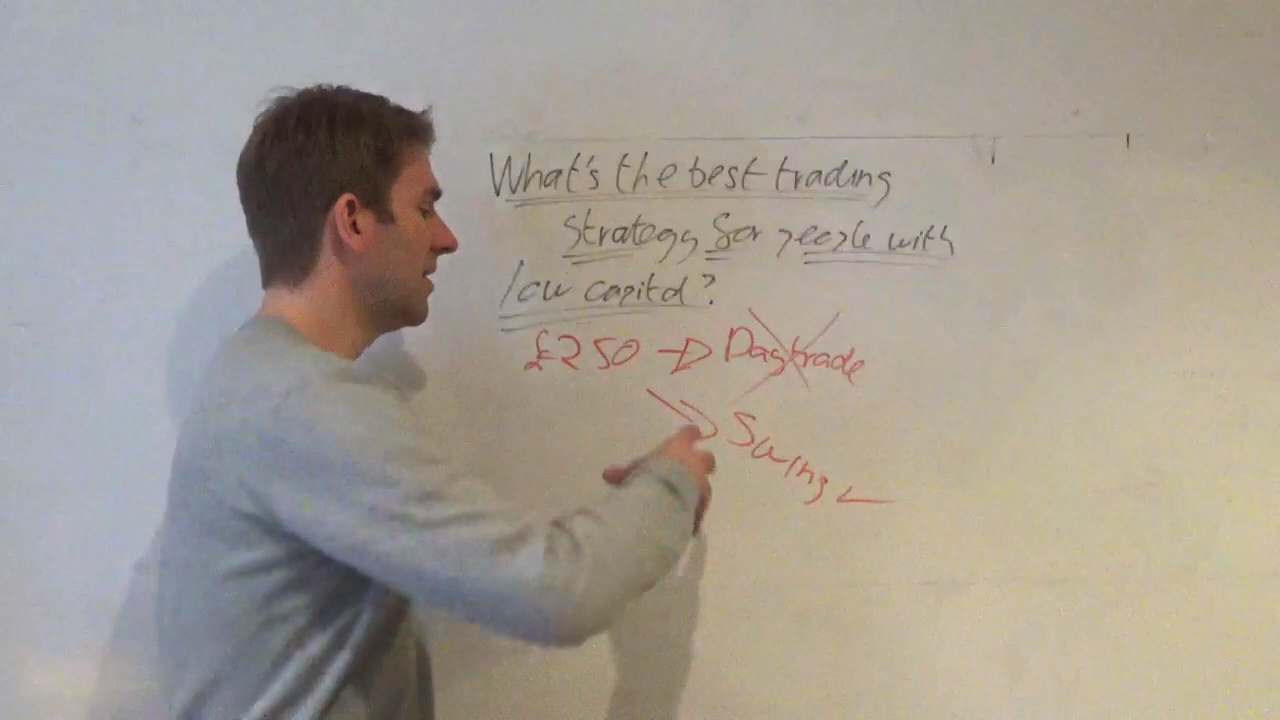 What's the best trading
strategy for people with
low capital?
£250 → Daytrade
→ Swing ←